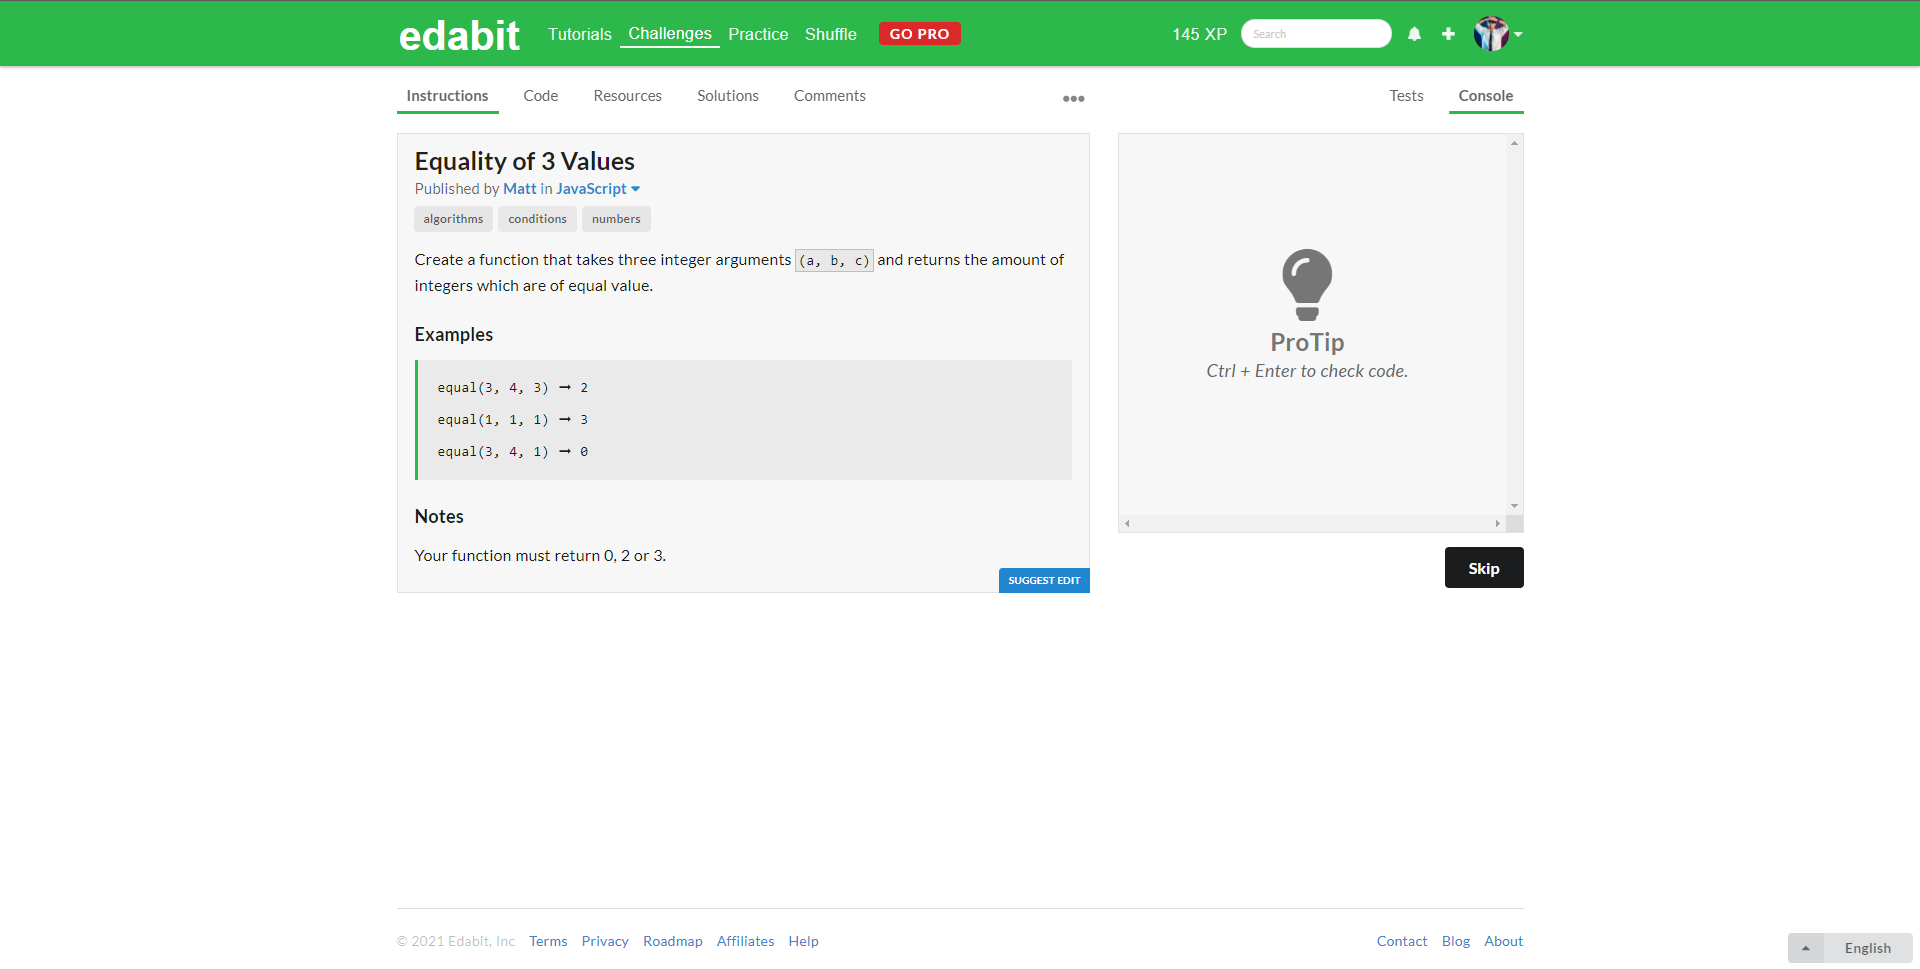 edabit Tutorials Challenges Practice Shuffle GO PRO 145 XP Search
Instructions Code Resources Solutions Comments Tests Console
Equality of 3 Values
Published by Matt in JavaScript
algorithms conditions numbers
Create a function that takes three integer arguments (a, b, c) and returns the amount of
integers which are of equal value.
Examples
equal(3, 4, 3) ➞ 2
equal(1, 1, 1) ➞ 3
equal(3, 4, 1) ➞ 0
Notes
Your function must return 0, 2 or 3.
SUGGEST EDIT
ProTip
Ctrl + Enter to check code.
Skip
© 2021 Edabit, Inc Terms Privacy Roadmap Affiliates Help Contact Blog About
English